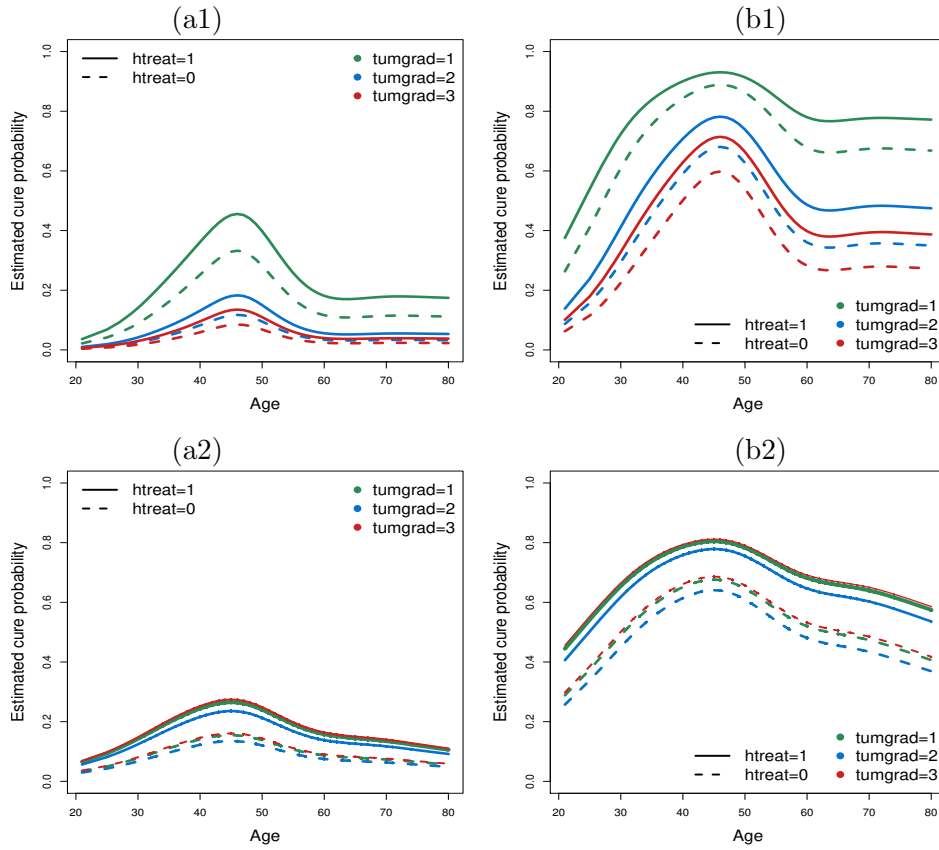 (a1)
Estimated cure probability
0.0 0.2 0.4 0.6 0.8 1.0
htreat=1
htreat=0
tumgrad=1
tumgrad=2
tumgrad=3
20 30 40 50 60 70 80
Age
(b1)
Estimated cure probability
0.0 0.2 0.4 0.6 0.8 1.0
htreat=1
htreat=0
tumgrad=1
tumgrad=2
tumgrad=3
20 30 40 50 60 70 80
Age
(a2)
Estimated cure probability
0.0 0.2 0.4 0.6 0.8 1.0
htreat=1
htreat=0
tumgrad=1
tumgrad=2
tumgrad=3
20 30 40 50 60 70 80
Age
(b2)
Estimated cure probability
0.0 0.2 0.4 0.6 0.8 1.0
htreat=1
htreat=0
tumgrad=1
tumgrad=2
tumgrad=3
20 30 40 50 60 70 80
Age